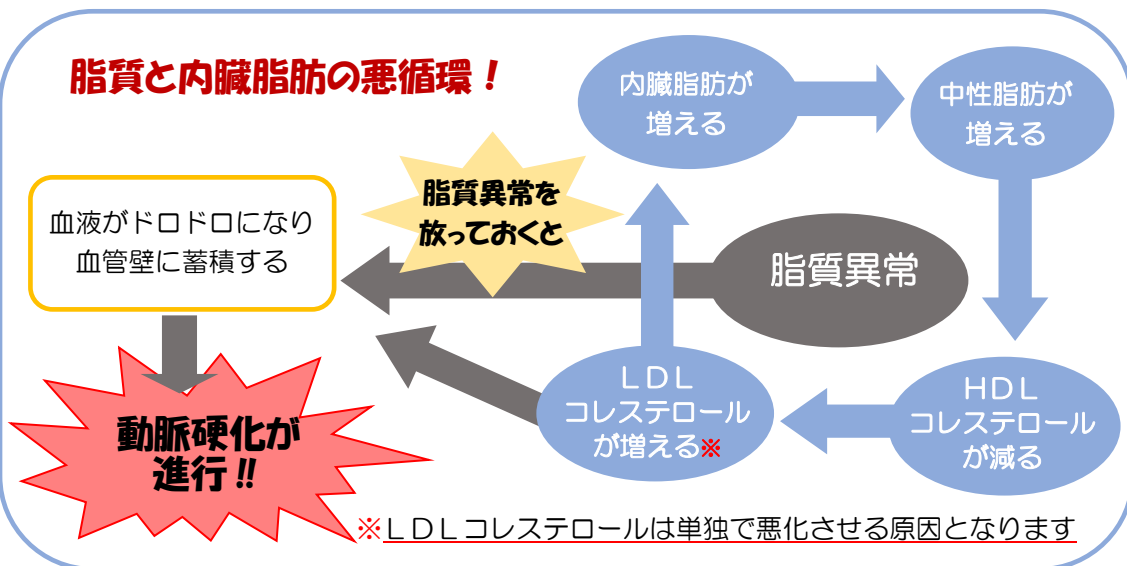 脂質と内臓脂肪の悪循環！
内臓脂肪が
増える
中性脂肪が
増える
脂質異常を
放っておくと
血液がドロドロになり
血管壁に蓄積する
脂質異常
ＬＤＬ
コレステロール
が増える※
ＨＤＬ
コレステロール
が減る
動脈硬化が
進行‼
※ＬＤＬコレステロールは単独で悪化させる原因となります